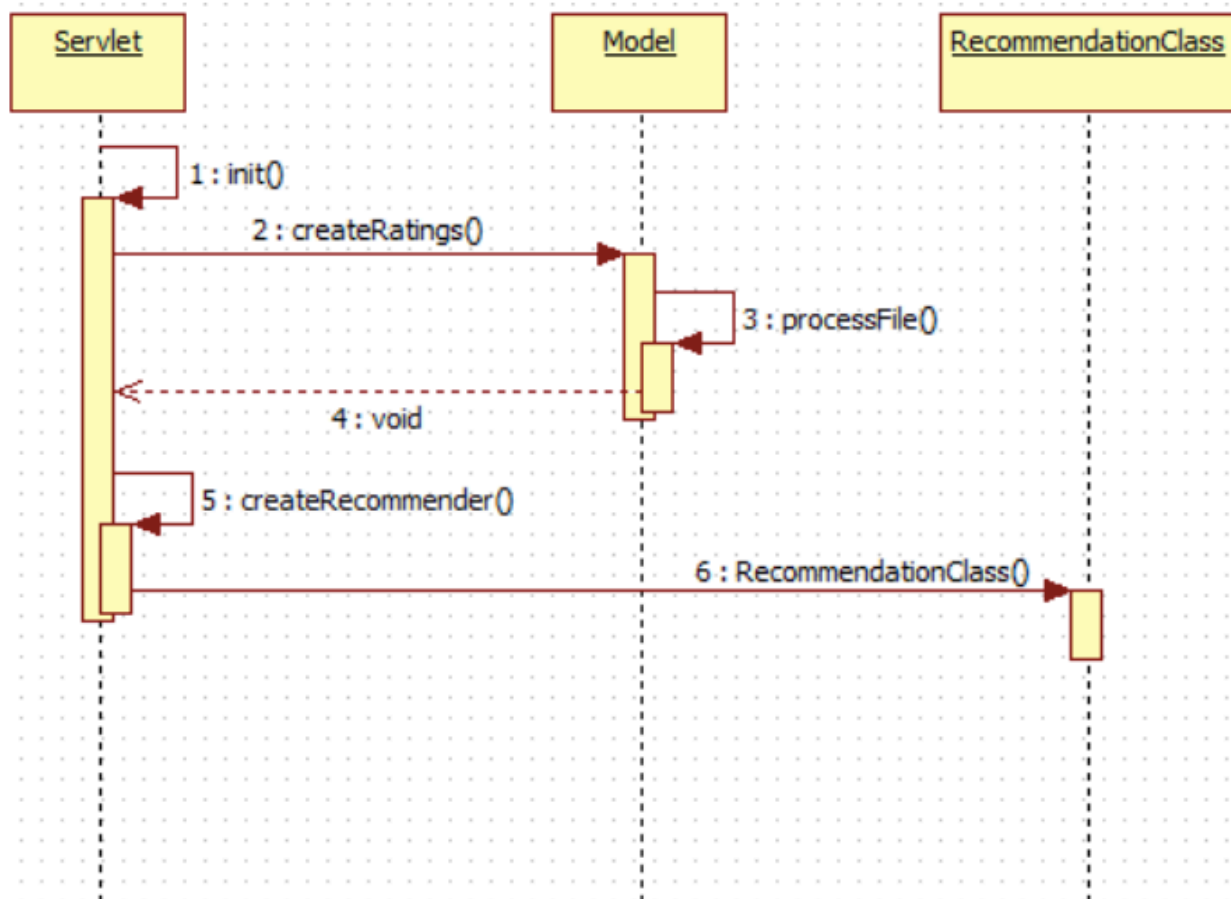 Servlet
Model
RecommendationClass
1 : init()
2 : createRatings()
3 : processFile()
4 : void
5 : createRecommender()
6 : RecommendationClass()